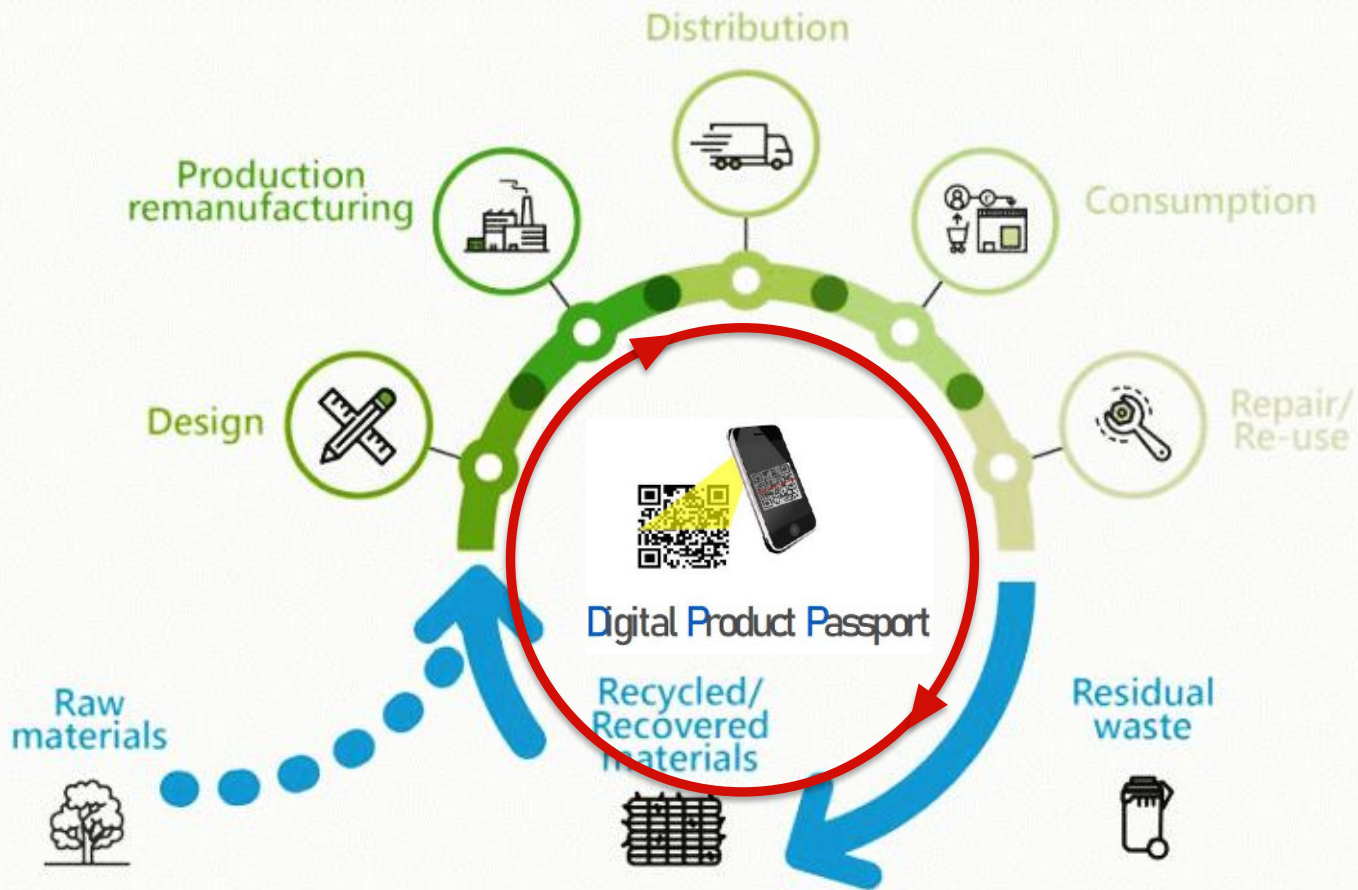 Distribution
Production
remanufacturing
Consumption
Design
Repair/
Re-use
Digital Product Passport
Raw
materials
Recycled/
Recovered
materials
Residual
waste